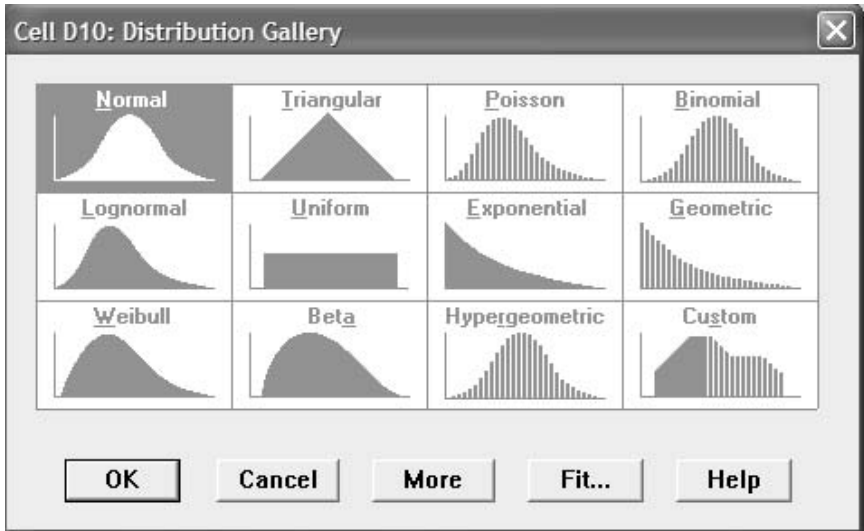 Cell D10: Distribution Gallery
Normal Triangular Poisson Binomial
Lognormal Uniform Exponential Geometric
Weibull Beta Hypergeometric Custom
OK Cancel More Fit... Help